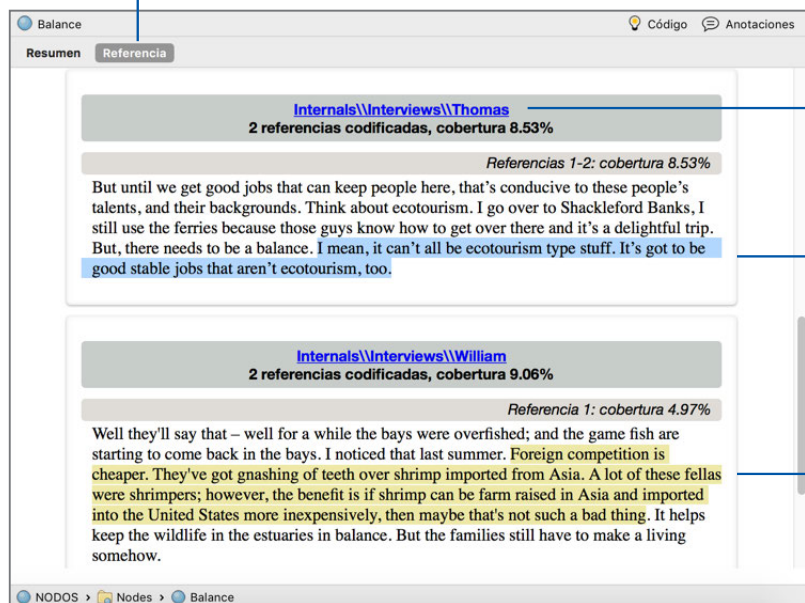 Balance
Código
Anotaciones
Resumen
Referencia
Internals\\Interviews\\Thomas
2 referencias codificadas, cobertura 8.53%
Referencias 1-2: cobertura 8.53%
But until we get good jobs that can keep people here, that’s conducive to these people’s
talents, and their backgrounds. Think about ecotourism. I go over to Shackleford Banks, I
still use the ferries because those guys know how to get over there and it’s a delightful trip.
But, there needs to be a balance. I mean, it can’t all be ecotourism type stuff. It’s got to be
good stable jobs that aren’t ecotourism, too.
Internals\\Interviews\\William
2 referencias codificadas, cobertura 9.06%
Referencia 1: cobertura 4.97%
Well they'll say that – well for a while the bays were overfished; and the game fish are
starting to come back in the bays. I noticed that last summer. Foreign competition is
cheaper. They've got gnashing of teeth over shrimp imported from Asia. A lot of these fellas
were shrimpers; however, the benefit is if shrimp can be farm raised in Asia and imported
into the United States more inexpensively, then maybe that's not such a bad thing. It helps
keep the wildlife in the estuaries in balance. But the families still have to make a living
somehow.
NODOS › Nodes › Balance